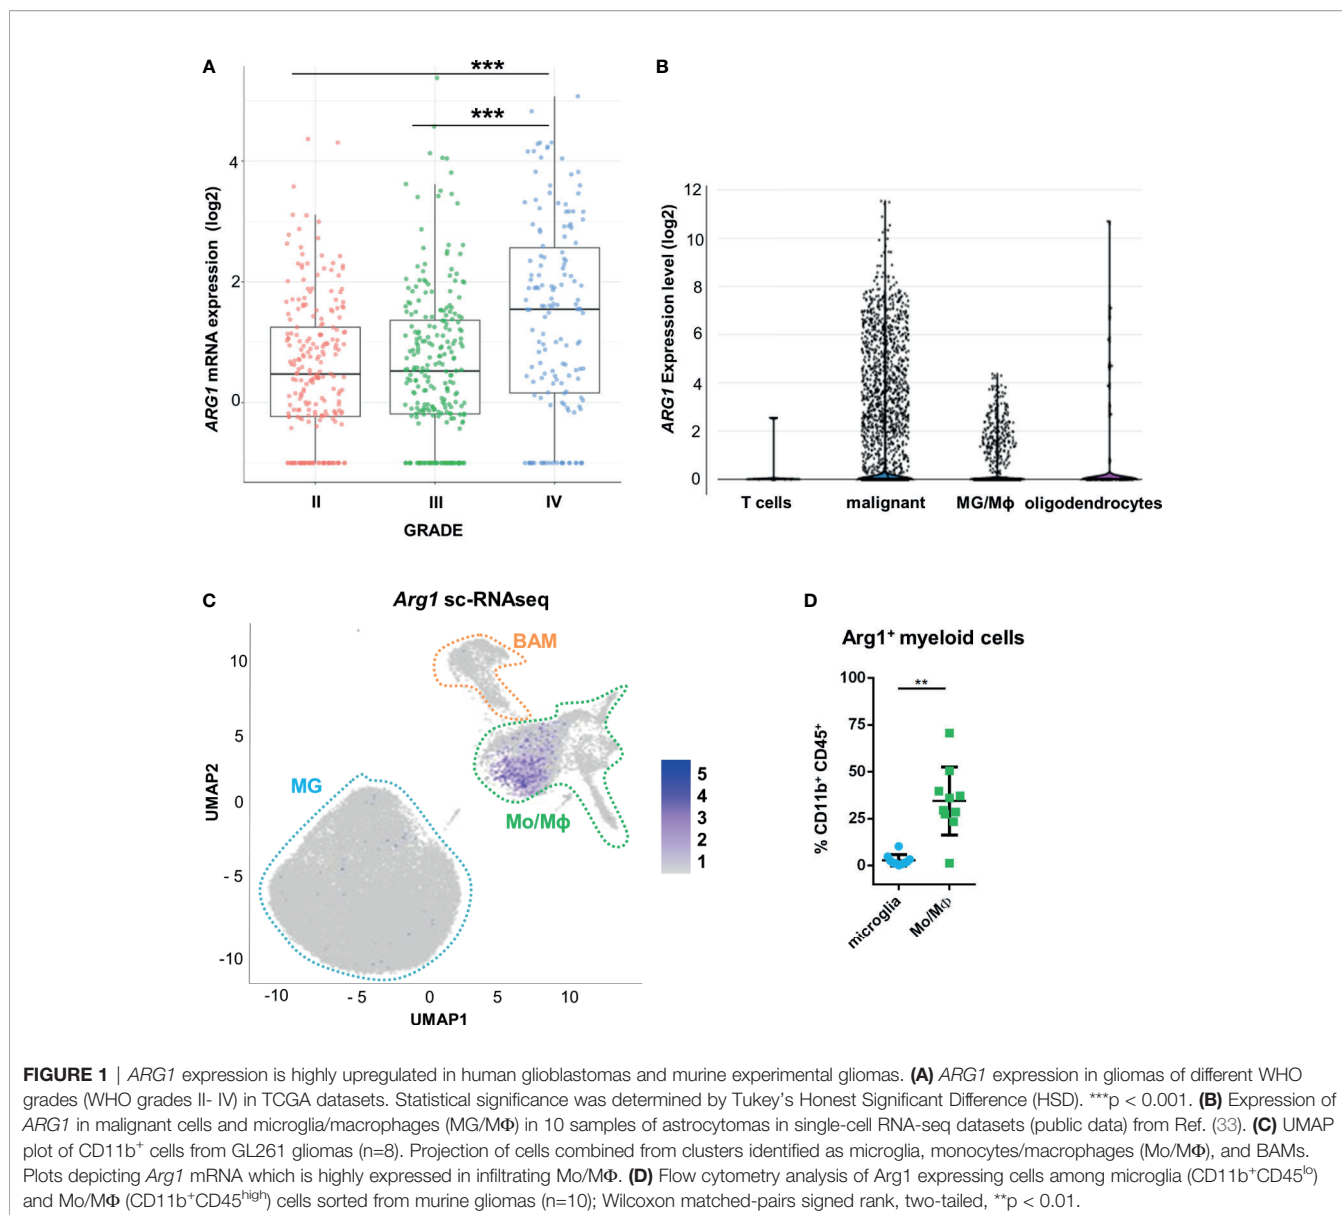 A
***
***
4
2
0
ARG1 mRNA expression (log2)
II III IV
GRADE
B
12
10
8
6
4
2
0
ARG1 Expression level (log2)
T cells malignant MG/Mϕ oligodendrocytes
C
Arg1 sc-RNAseq
BAM
MG
Mo/Mϕ
10
5
0
- 5
-10
UMAP2
-10 - 5 0 5 10
UMAP1
5
4
3
2
1
D
Arg1⁺ myeloid cells
**
100
75
50
25
0
% CD11b⁺ CD45⁺
microglia
Mo/MΦ
FIGURE 1 | ARG1 expression is highly upregulated in human glioblastomas and murine experimental gliomas. (A) ARG1 expression in gliomas of different WHO
grades (WHO grades II- IV) in TCGA datasets. Statistical significance was determined by Tukey's Honest Significant Difference (HSD). ***p < 0.001. (B) Expression of
ARG1 in malignant cells and microglia/macrophages (MG/MΦ) in 10 samples of astrocytomas in single-cell RNA-seq datasets (public data) from Ref. (33). (C) UMAP
plot of CD11b⁺ cells from GL261 gliomas (n=8). Projection of cells combined from clusters identified as microglia, monocytes/macrophages (Mo/MΦ), and BAMs.
Plots depicting Arg1 mRNA which is highly expressed in infiltrating Mo/MΦ. (D) Flow cytometry analysis of Arg1 expressing cells among microglia (CD11b⁺CD45ˡᵒ)
and Mo/MΦ (CD11b⁺CD45ʰⁱᵍʰ) cells sorted from murine gliomas (n=10); Wilcoxon matched-pairs signed rank, two-tailed, **p < 0.01.